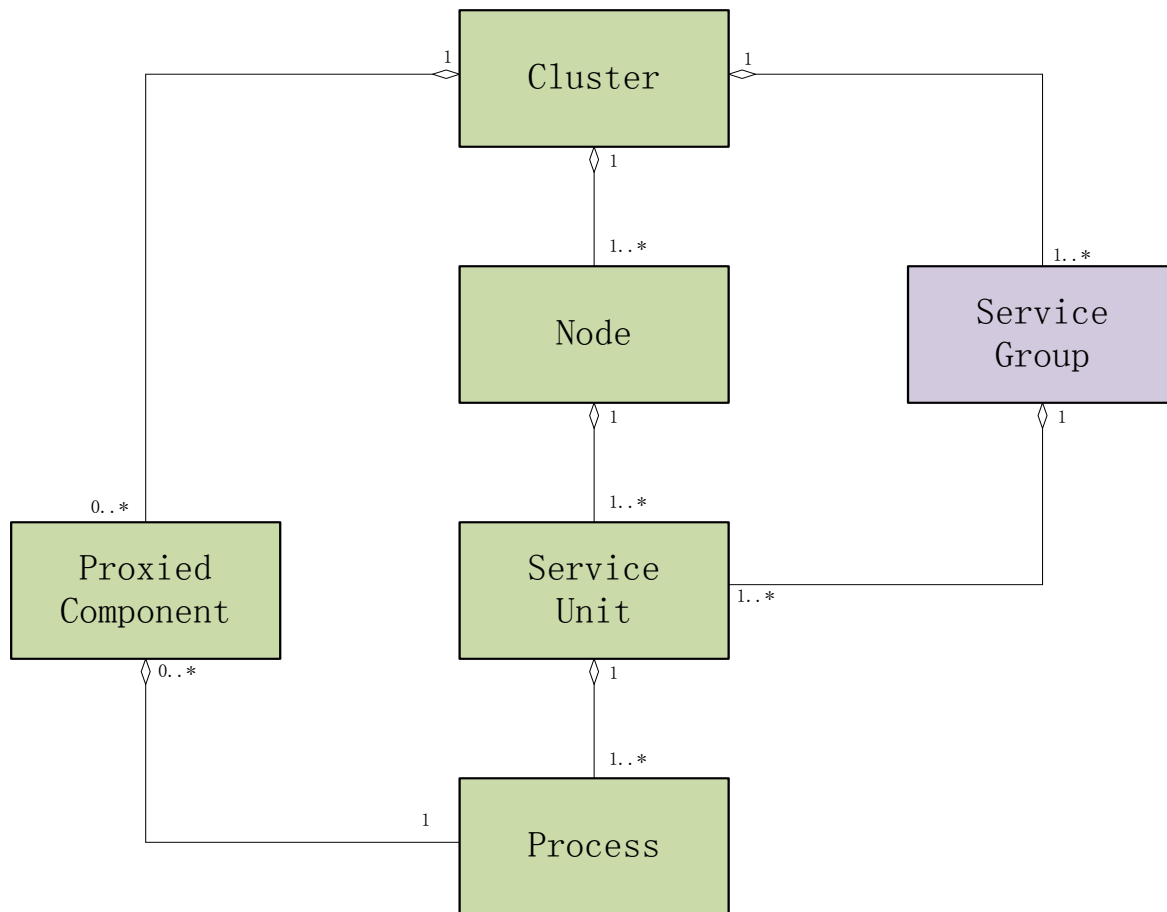 Cluster
1
1
1
1..*
1..*
Node
Service
Group
1
1
0..*
1..*
Proxied
Component
Service
Unit
1..*
0..*
1
1..*
1
Process